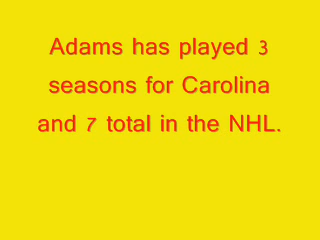 Adams has played 3
seasons for Carolina
and 7 total in the NHL.